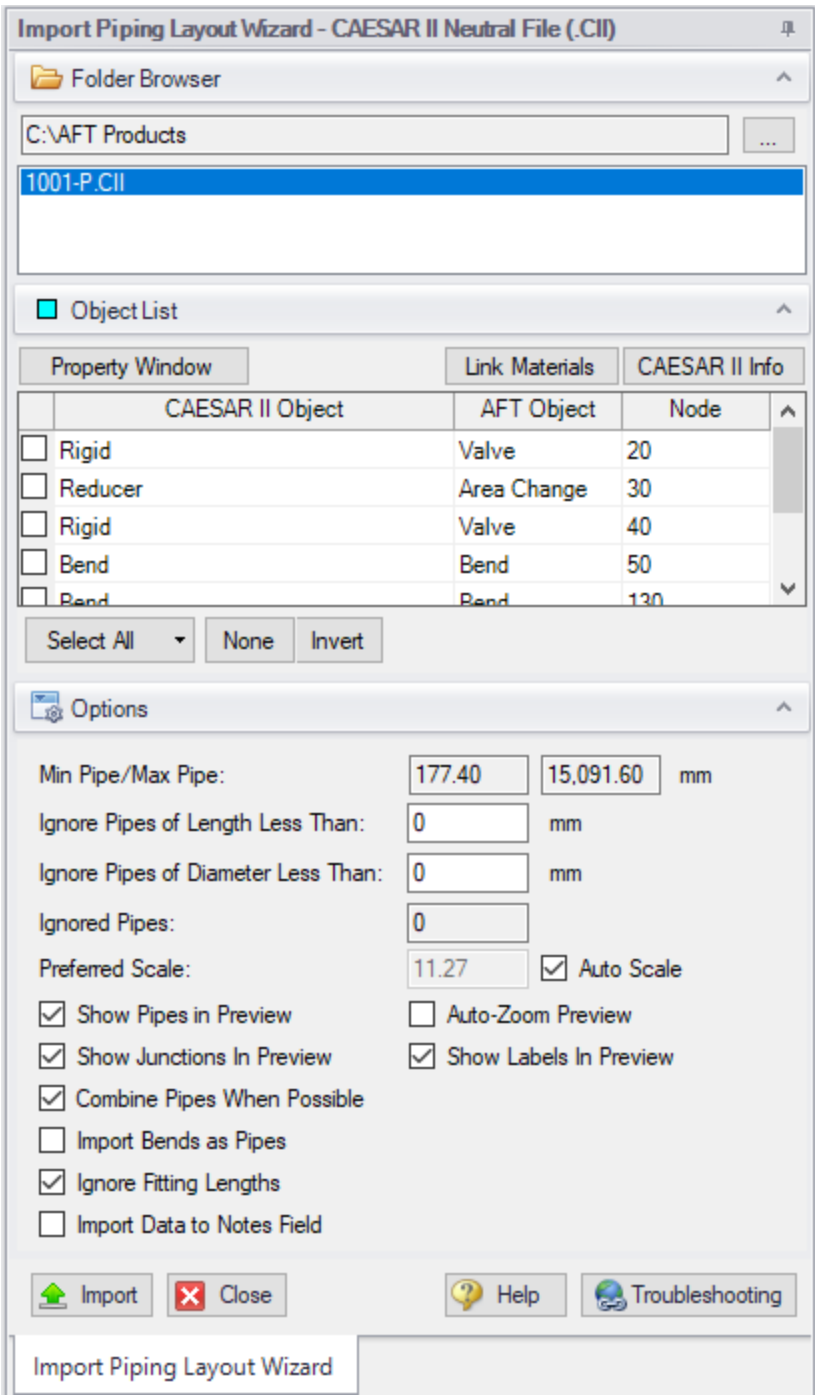 Import Piping Layout Wizard - CAESAR II Neutral File (.CII)
Folder Browser
C:\AFT Products ...
1001-P.CII
Object List
Property Window Link Materials CAESAR II Info
CAESAR II Object AFT Object Node
Rigid Valve 20
Reducer Area Change 30
Rigid Valve 40
Bend Bend 50
Bend Bend 130
Select All None Invert
Options
Min Pipe/Max Pipe: 177.40 15,091.60 mm
Ignore Pipes of Length Less Than: 0 mm
Ignore Pipes of Diameter Less Than: 0 mm
Ignored Pipes: 0
Preferred Scale: 11.27 Auto Scale
Show Pipes in Preview Auto-Zoom Preview
Show Junctions In Preview Show Labels In Preview
Combine Pipes When Possible
Import Bends as Pipes
Ignore Fitting Lengths
Import Data to Notes Field
Import Close Help Troubleshooting
Import Piping Layout Wizard